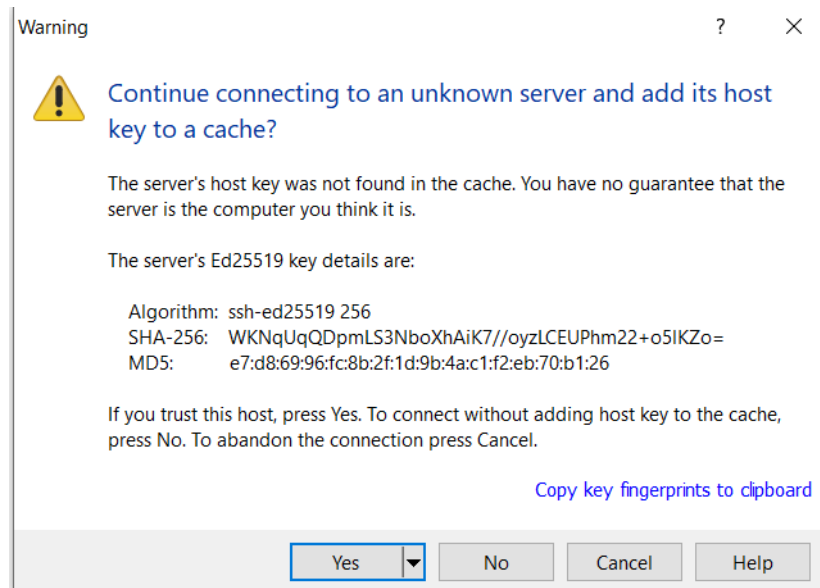 Warning
?
Continue connecting to an unknown server and add its host
key to a cache?
The server's host key was not found in the cache. You have no guarantee that the
server is the computer you think it is.
The server's Ed25519 key details are:
Algorithm: ssh-ed25519 256
SHA-256: WKNqUqQDpmLS3NboXhAiK7//oyzLCEUPhm22+o5lKZo=
MD5: e7:d8:69:96:fc:8b:2f:1d:9b:4a:c1:f2:eb:70:b1:26
If you trust this host, press Yes. To connect without adding host key to the cache,
press No. To abandon the connection press Cancel.
Copy key fingerprints to clipboard
Yes No Cancel Help